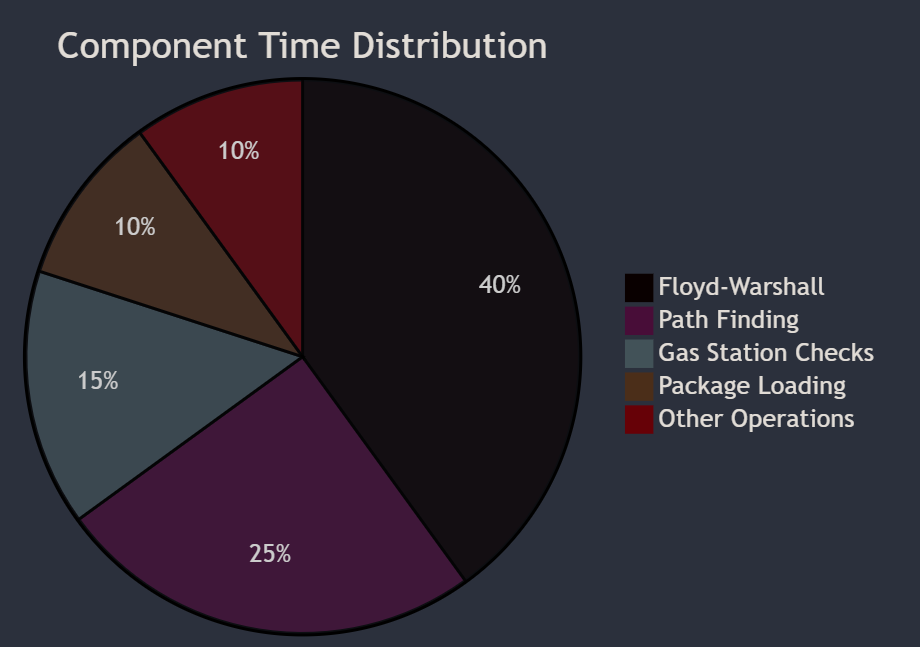 Component Time Distribution
10%
10%
40%
15%
25%
Floyd-Warshall
Path Finding
Gas Station Checks
Package Loading
Other Operations